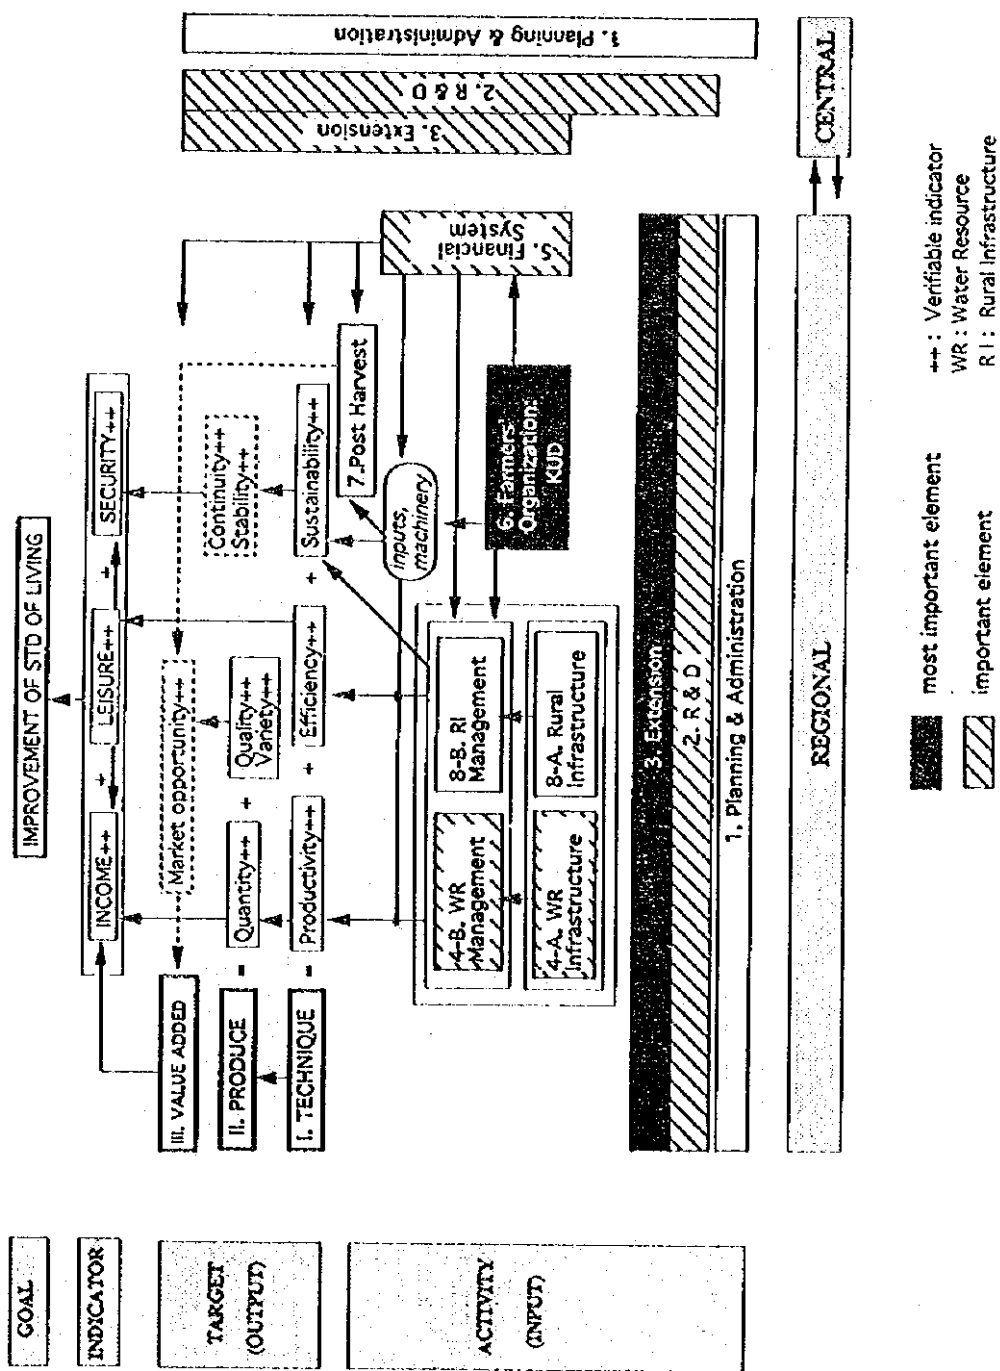 GOAL
INDICATOR
TARGET
(OUTPUT)
ACTIVITY
(INPUT)
IMPROVEMENT OF STD OF LIVING
INCOME++ + LEISURE++ + SECURITY++
III. VALUE ADDED
Market opportunity++
Continuity++
Stability++
II. PRODUCE = Quantity++ + Quality++
Variety++
I. TECHNIQUE = Productivity++ + Efficiency++ + Sustainability++
7.Post Harvest
inputs,
machinery
5. Financial
System
4-B. WR
Management
8-B. RI
Management
4-A. WR
Infrastructure
8-A. Rural
Infrastructure
6. Farmers'
Organization:
KUD
3. Extension
2. R & D
1. Planning & Administration
3. Extension
2. R & D
1. Planning & Administration
REGIONAL
CENTRAL
most important element
important element
++ : Verifiable indicator
WR : Water Resource
R I : Rural Infrastructure